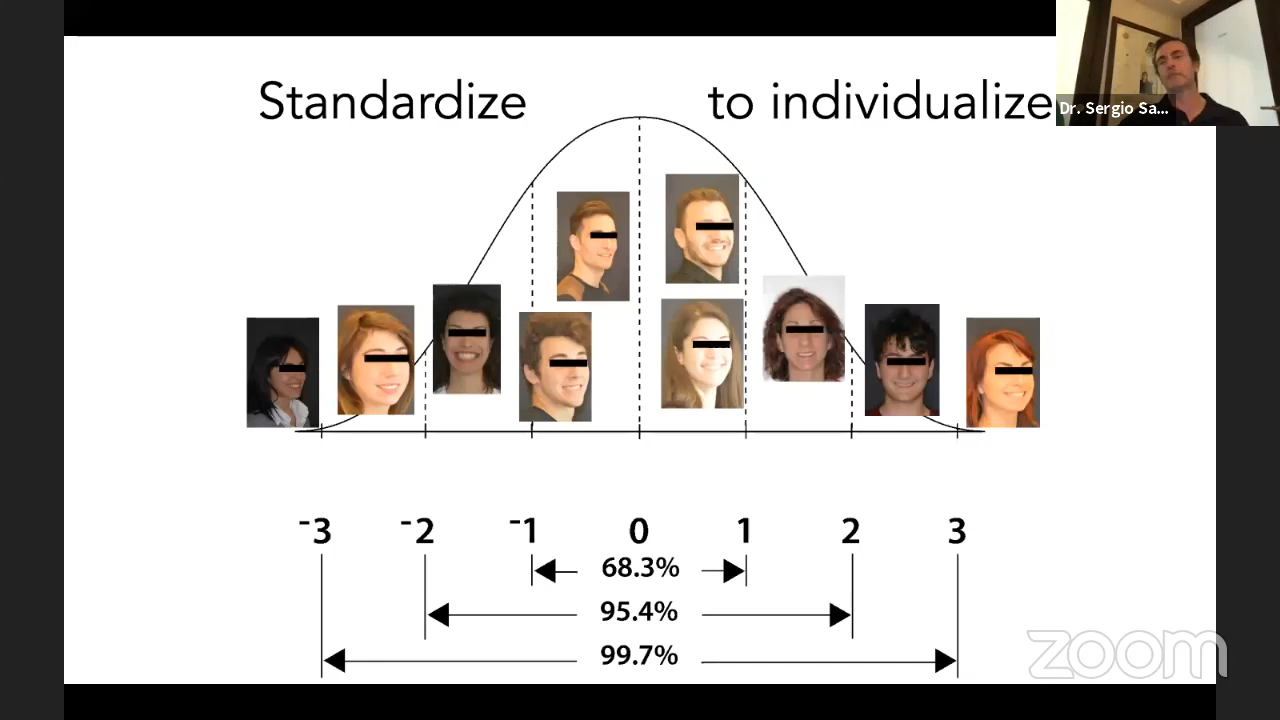 Standardize to individualize
Dr. Sergio Sa...
-3 -2 -1 0 1 2 3
68.3%
95.4%
99.7%
zoom